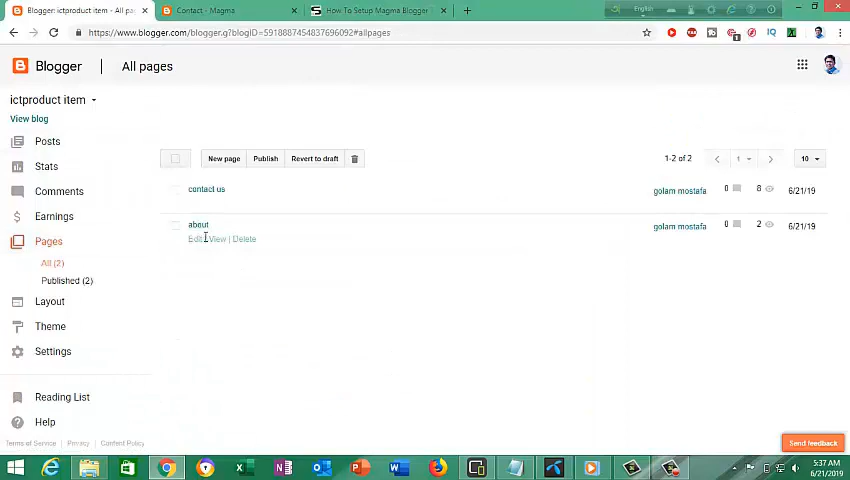 Blogger: ictproduct item - All pag
Contact - Magma
How To Setup Magma Blogger
English
https://www.blogger.com/blogger.g?blogID=5918887457836969092#allpages
Blogger
All pages
ictproduct item
View blog
Posts
Stats
Comments
Earnings
Pages
All (2)
Published (2)
Layout
Theme
Settings
Reading List
Help
Terms of Service | Privacy | Content Policy
New page
Publish
Revert to draft
1-2 of 2
1
10
contact us
golam mostafa
0
8
6/21/19
about
Edit | View | Delete
golam mostafa
0
2
6/21/19
Send feedback
5:37 AM
6/21/2019